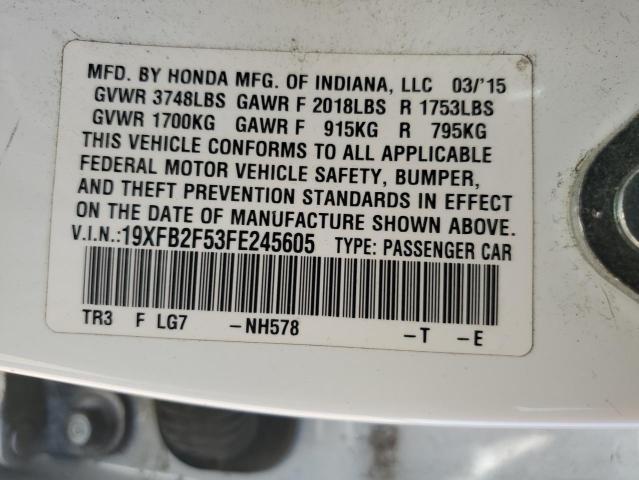 MFD. BY HONDA MFG. OF INDIANA, LLC 03/'15
GVWR 3748LBS GAWR F 2018LBS R 1753LBS
GVWR 1700KG GAWR F 915KG R 795KG
THIS VEHICLE CONFORMS TO ALL APPLICABLE
FEDERAL MOTOR VEHICLE SAFETY, BUMPER,
AND THEFT PREVENTION STANDARDS IN EFFECT
ON THE DATE OF MANUFACTURE SHOWN ABOVE.
V.I.N.:19XFB2F53FE245605 TYPE: PASSENGER CAR
TR3 F LG7 -NH578 -T -E